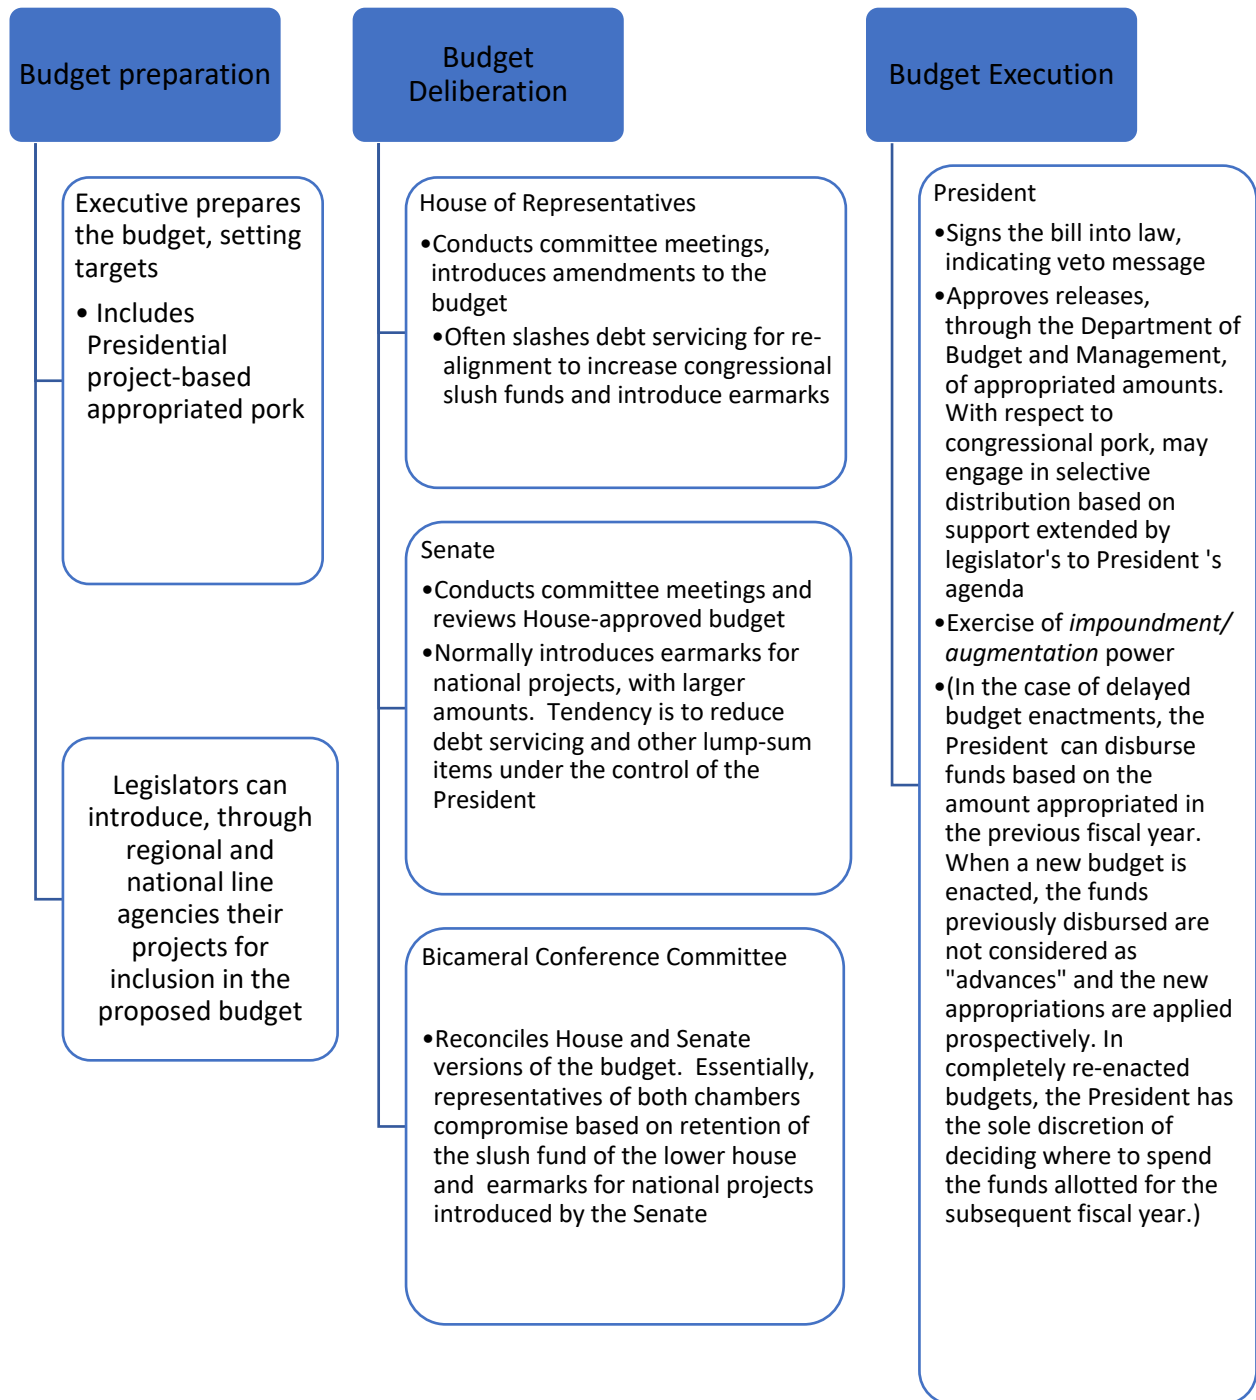 Budget preparation
Executive prepares
the budget, setting
targets
• Includes
Presidential
project-based
appropriated pork
Legislators can
introduce, through
regional and
national line
agencies their
projects for
inclusion in the
proposed budget
Budget
Deliberation
House of Representatives
•Conducts committee meetings,
introduces amendments to the
budget
•Often slashes debt servicing for re-
alignment to increase congressional
slush funds and introduce earmarks
Senate
•Conducts committee meetings and
reviews House-approved budget
•Normally introduces earmarks for
national projects, with larger
amounts.  Tendency is to reduce
debt servicing and other lump-sum
items under the control of the
President
Bicameral Conference Committee
•Reconciles House and Senate
versions of the budget.  Essentially,
representatives of both chambers
compromise based on retention of
the slush fund of the lower house
and  earmarks for national projects
introduced by the Senate
Budget Execution
President
•Signs the bill into law,
indicating veto message
•Approves releases,
through the Department of
Budget and Management,
of appropriated amounts.
With respect to
congressional pork, may
engage in selective
distribution based on
support extended by
legislator's to President 's
agenda
•Exercise of impoundment/
augmentation power
•(In the case of delayed
budget enactments, the
President  can disburse
funds based on the
amount appropriated in
the previous fiscal year.
When a new budget is
enacted, the funds
previously disbursed are
not considered as
"advances" and the new
appropriations are applied
prospectively. In
completely re-enacted
budgets, the President has
the sole discretion of
deciding where to spend
the funds allotted for the
subsequent fiscal year.)